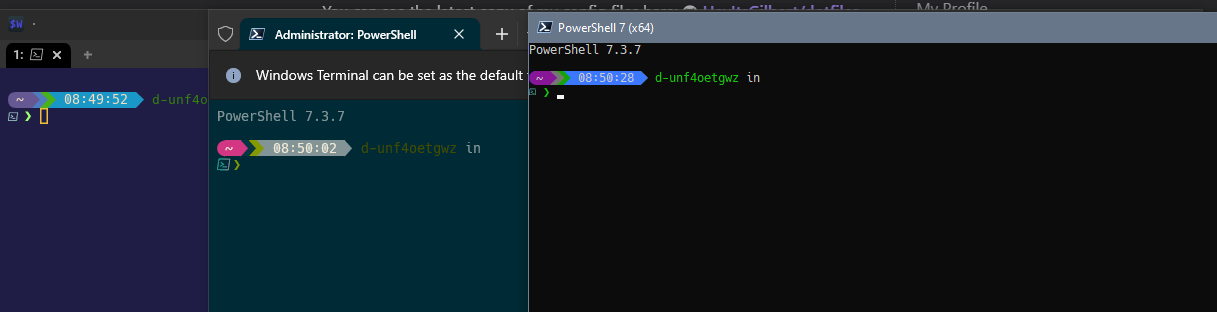 My Profile
SW
1:
~ 08:49:52 d-unf4o
❯
Administrator: PowerShell
Windows Terminal can be set as the default
PowerShell 7.3.7
~ 08:50:02 d-unf4oetgwz in
❯
PowerShell 7 (x64)
PowerShell 7.3.7
~ 08:50:28 d-unf4oetgwz in
❯